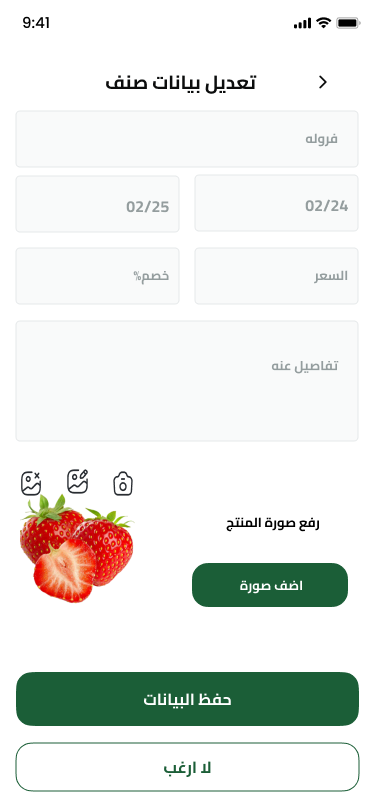 9:41
تعديل بيانات صنف
فروله
02/24
02/25
السعر
خصم%
تفاصيل عنه
رفع صورة المنتج
اضف صورة
حفظ البيانات
لا ارغب